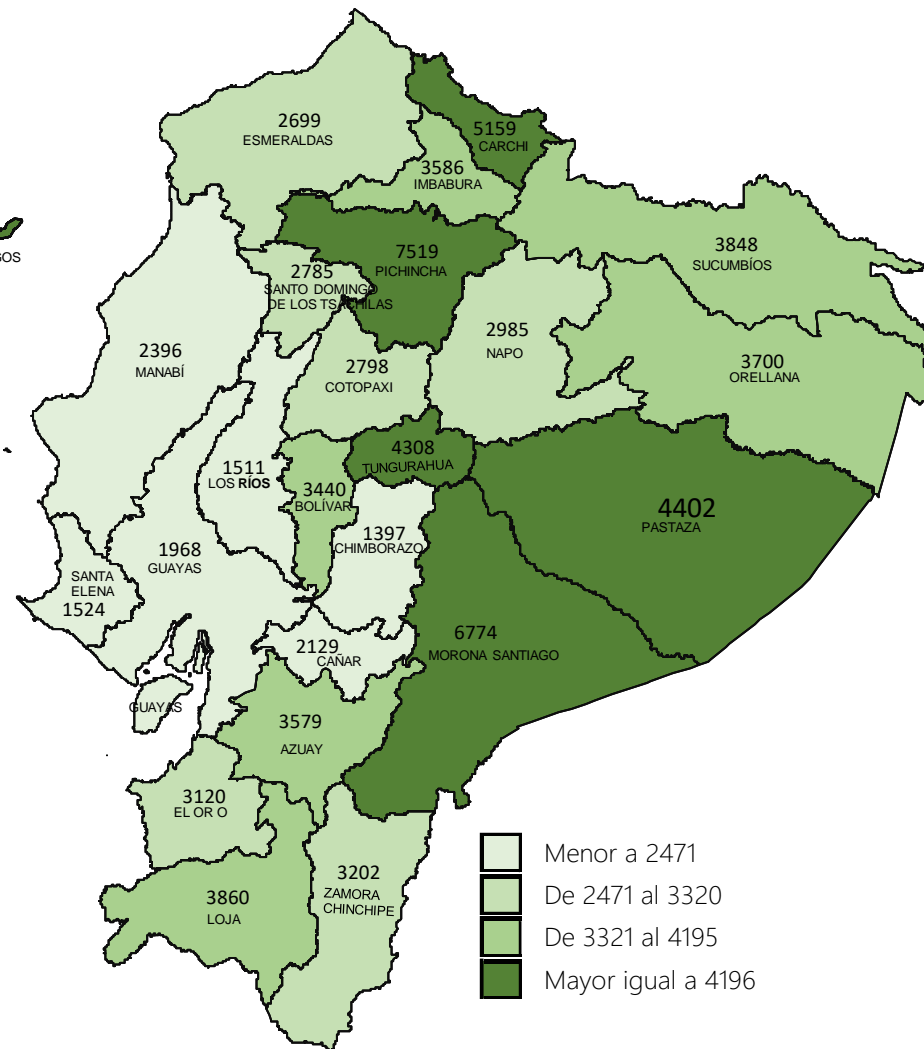 2699
ESMERALDAS
5159
CARCHI
3586
IMBABURA
GOS
7519
PICHINCHA
3848
SUCUMBÍOS
2785
SANTO DOMINGO
DE LOS TSÁCHILAS
2985
NAPO
2396
MANABÍ
2798
COTOPAXI
3700
ORELLANA
4308
TUNGURAHUA
1511
LOS RÍOS
3440
BOLÍVAR
4402
PASTAZA
1397
CHIMBORAZO
1968
GUAYAS
SANTA
ELENA
1524
6774
MORONA SANTIAGO
2129
CAÑAR
GUAYAS
3579
AZUAY
3120
EL OR O
3202
ZAMORA
CHINCHIPE
3860
LOJA
Menor a 2471
De 2471 al 3320
De 3321 al 4195
Mayor igual a 4196